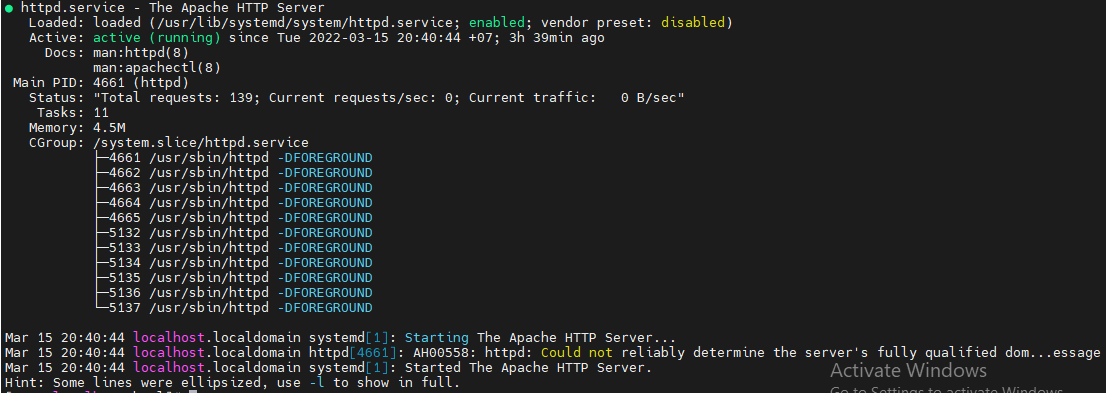 ● httpd.service - The Apache HTTP Server
   Loaded: loaded (/usr/lib/systemd/system/httpd.service; enabled; vendor preset: disabled)
   Active: active (running) since Tue 2022-03-15 20:40:44 +07; 3h 39min ago
     Docs: man:httpd(8)
           man:apachectl(8)
 Main PID: 4661 (httpd)
   Status: "Total requests: 139; Current requests/sec: 0; Current traffic:   0 B/sec"
    Tasks: 11
   Memory: 4.5M
   CGroup: /system.slice/httpd.service
           ├─4661 /usr/sbin/httpd -DFOREGROUND
           ├─4662 /usr/sbin/httpd -DFOREGROUND
           ├─4663 /usr/sbin/httpd -DFOREGROUND
           ├─4664 /usr/sbin/httpd -DFOREGROUND
           ├─4665 /usr/sbin/httpd -DFOREGROUND
           ├─5132 /usr/sbin/httpd -DFOREGROUND
           ├─5133 /usr/sbin/httpd -DFOREGROUND
           ├─5134 /usr/sbin/httpd -DFOREGROUND
           ├─5135 /usr/sbin/httpd -DFOREGROUND
           ├─5136 /usr/sbin/httpd -DFOREGROUND
           └─5137 /usr/sbin/httpd -DFOREGROUND
Mar 15 20:40:44 localhost.localdomain systemd[1]: Starting The Apache HTTP Server...
Mar 15 20:40:44 localhost.localdomain httpd[4661]: AH00558: httpd: Could not reliably determine the server's fully qualified dom...essage
Mar 15 20:40:44 localhost.localdomain systemd[1]: Started The Apache HTTP Server.
Hint: Some lines were ellipsized, use -l to show in full.
Activate Windows
Go to Settings to activate Windows.